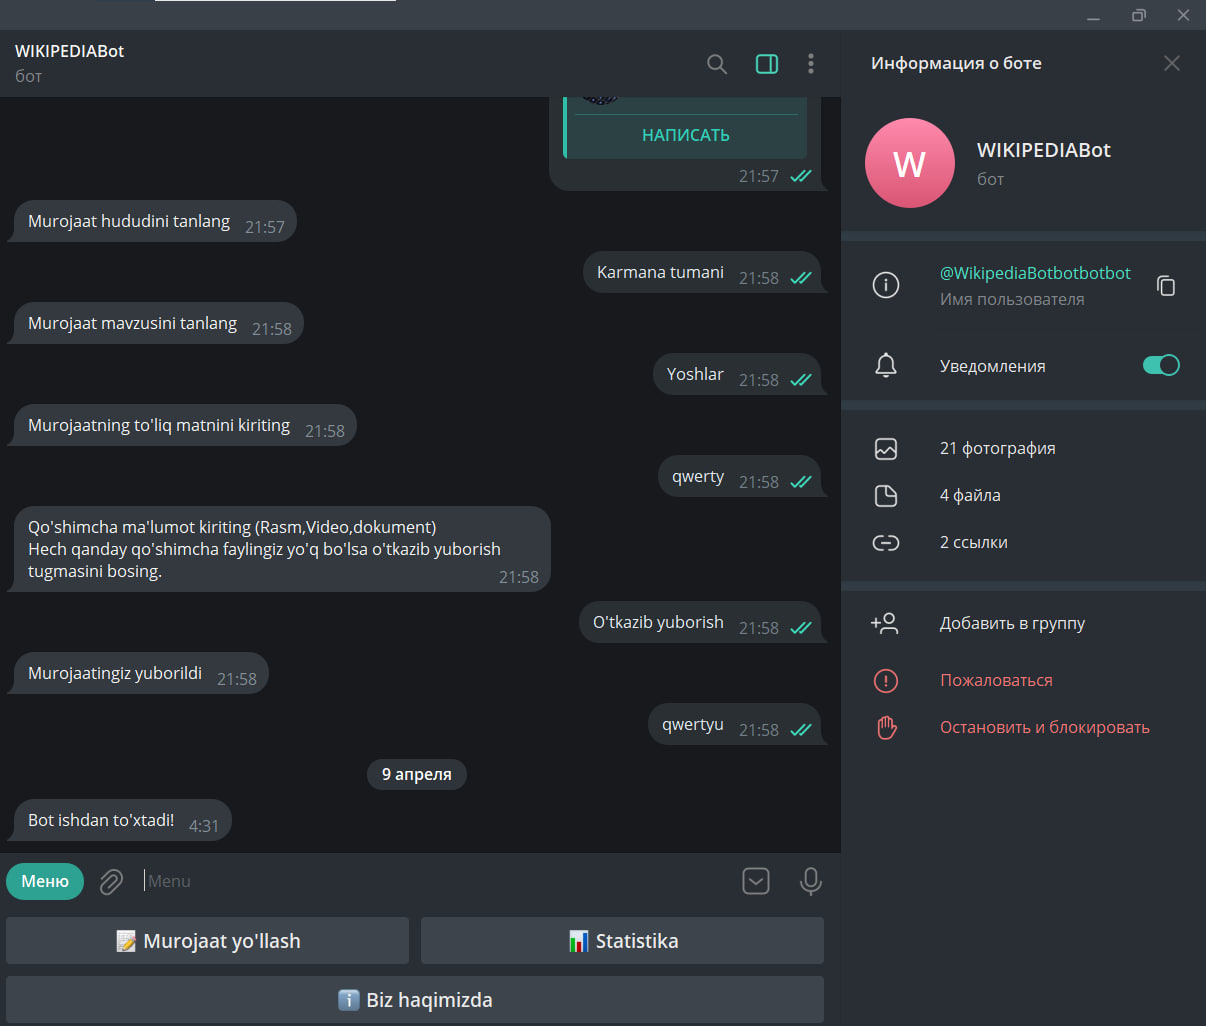 WIKIPEDIABot
бот
НАПИСАТЬ
21:57
Murojaat hududini tanlang 21:57
Karmana tumani 21:58
Murojaat mavzusini tanlang 21:58
Yoshlar 21:58
Murojaatning to'liq matnini kiriting 21:58
qwerty 21:58
Qo'shimcha ma'lumot kiriting (Rasm,Video,dokument)
Hech qanday qo'shimcha faylingiz yo'q bo'lsa o'tkazib yuborish
tugmasini bosing.
21:58
O'tkazib yuborish 21:58
Murojaatingiz yuborildi 21:58
qwertyu 21:58
9 апреля
Bot ishdan to'xtadi! 4:31
Меню
Menu
Murojaat yo'llash
Statistika
Biz haqimizda
Информация о боте
W
WIKIPEDIABot
бот
@WikipediaBotbotbotbot
Имя пользователя
Уведомления
21 фотография
4 файла
2 ссылки
Добавить в группу
Пожаловаться
Остановить и блокировать